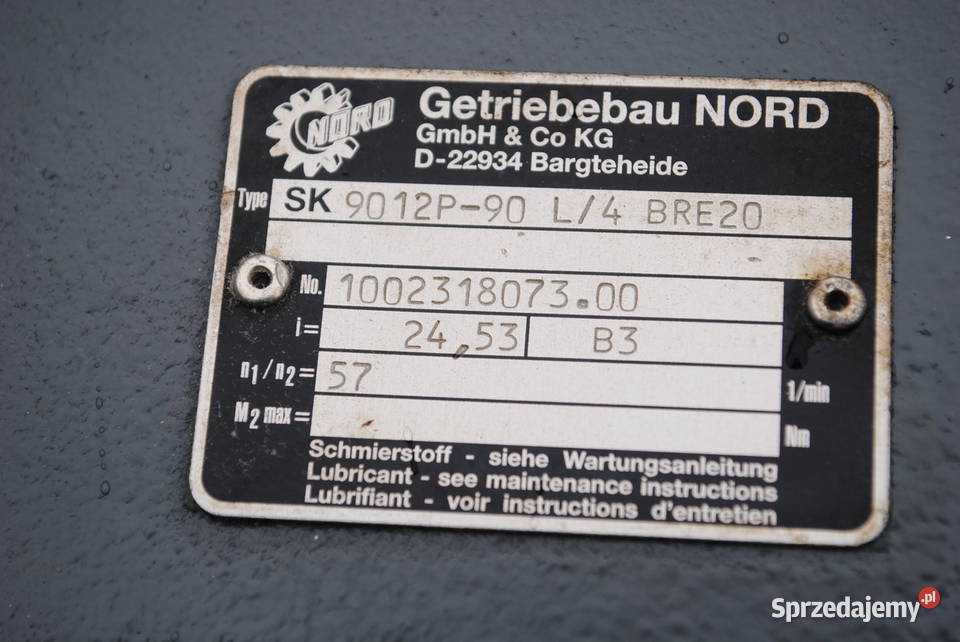 NORD
Getriebebau NORD
GmbH & Co KG
D-22934 Bargteheide
Type SK 9012P-90 L/4 BRE20
No. 1002318073.00
i= 24,53 B3
n1/n2= 57 1/min
M2 max= Nm
Schmierstoff - siehe Wartungsanleitung
Lubricant - see maintenance instructions
Lubrifiant - voir instructions d'entretien
Sprzedajemy.pl